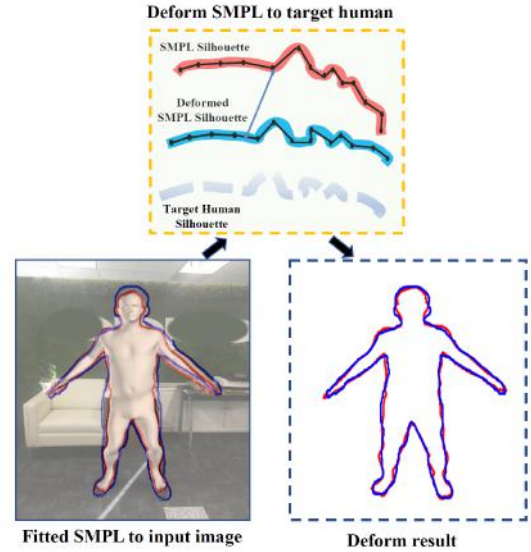 Deform SMPL to target human
SMPL Silhouette
Deformed
SMPL Silhouette
Target Human
Silhouette
Fitted SMPL to input image
Deform result